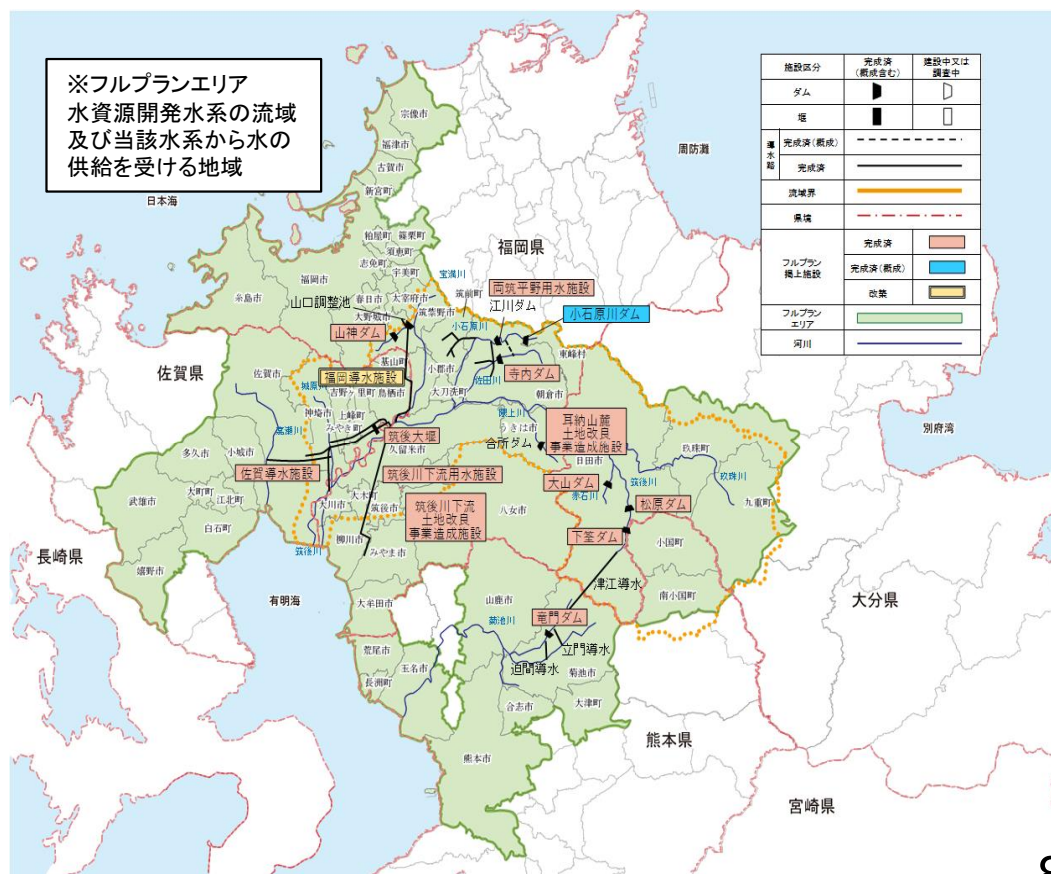 ※フルプランエリア
水資源開発水系の流域
及び当該水系から水の
供給を受ける地域
施設区分
完成済
(概成含む)
建設中又は
調査中
ダム
堰
導水路
完成済(概成)
完成済
流域界
県境
フルプラン
掲上施設
完成済
完成済(概成)
改築
フルプラン
エリア
河川
日本海
周防灘
別府湾
有明海
福岡県
佐賀県
長崎県
大分県
熊本県
宮崎県
宗像市
福津市
古賀市
新宮町
粕屋町
篠栗町
須恵町
志免町
宇美町
福岡市
糸島市
春日市
太宰府市
大野城市
筑紫野市
筑前町
宝満川
山口調整池
山神ダム
両筑平野用水施設
江川ダム
小石原川ダム
小石原川
東峰村
基山町
小郡市
佐田川
寺内ダム
福岡導水施設
佐賀市
城原川
吉野ヶ里町
鳥栖市
大刀洗町
朝倉市
神埼市
上峰町
みやき町
嘉瀬川
筑後大堰
久留米市
うきは市
合所ダム
耳納山麓
土地改良
事業造成施設
日田市
玖珠町
玖珠川
九重町
多久市
小城市
佐賀導水施設
筑後川下流用水施設
大山ダム
赤石川
筑後川
松原ダム
武雄市
大町町
江北町
白石町
大川市
大木町
筑後市
筑後川下流
土地改良
事業造成施設
八女市
下筌ダム
小国町
柳川市
みやま市
筑後川
嬉野市
津江導水
南小国町
大牟田市
山鹿市
菊池川
竜門ダム
立門導水
迫間導水
荒尾市
玉名市
長洲町
菊池市
大津町
合志市
熊本市